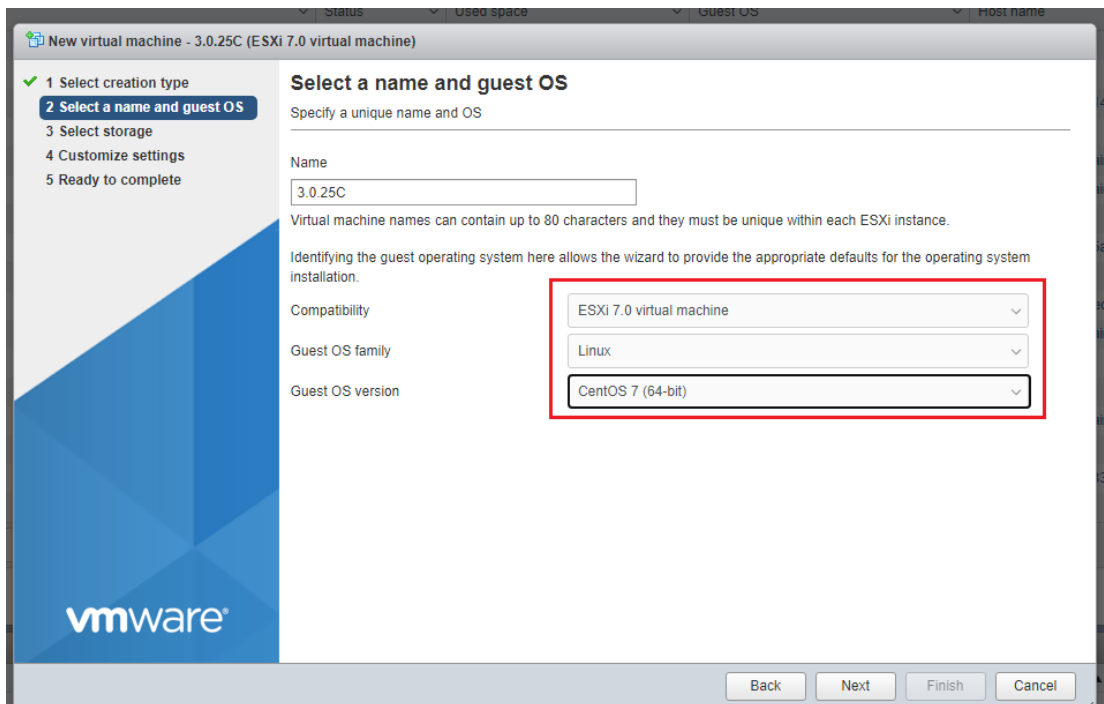 Status Used space Guest OS Host name
New virtual machine - 3.0.25C (ESXi 7.0 virtual machine)
1 Select creation type
2 Select a name and guest OS
3 Select storage
4 Customize settings
5 Ready to complete
Select a name and guest OS
Specify a unique name and OS
Name
3.0.25C
Virtual machine names can contain up to 80 characters and they must be unique within each ESXi instance.
Identifying the guest operating system here allows the wizard to provide the appropriate defaults for the operating system
installation.
Compatibility ESXi 7.0 virtual machine
Guest OS family Linux
Guest OS version CentOS 7 (64-bit)
vmware®
Back Next Finish Cancel